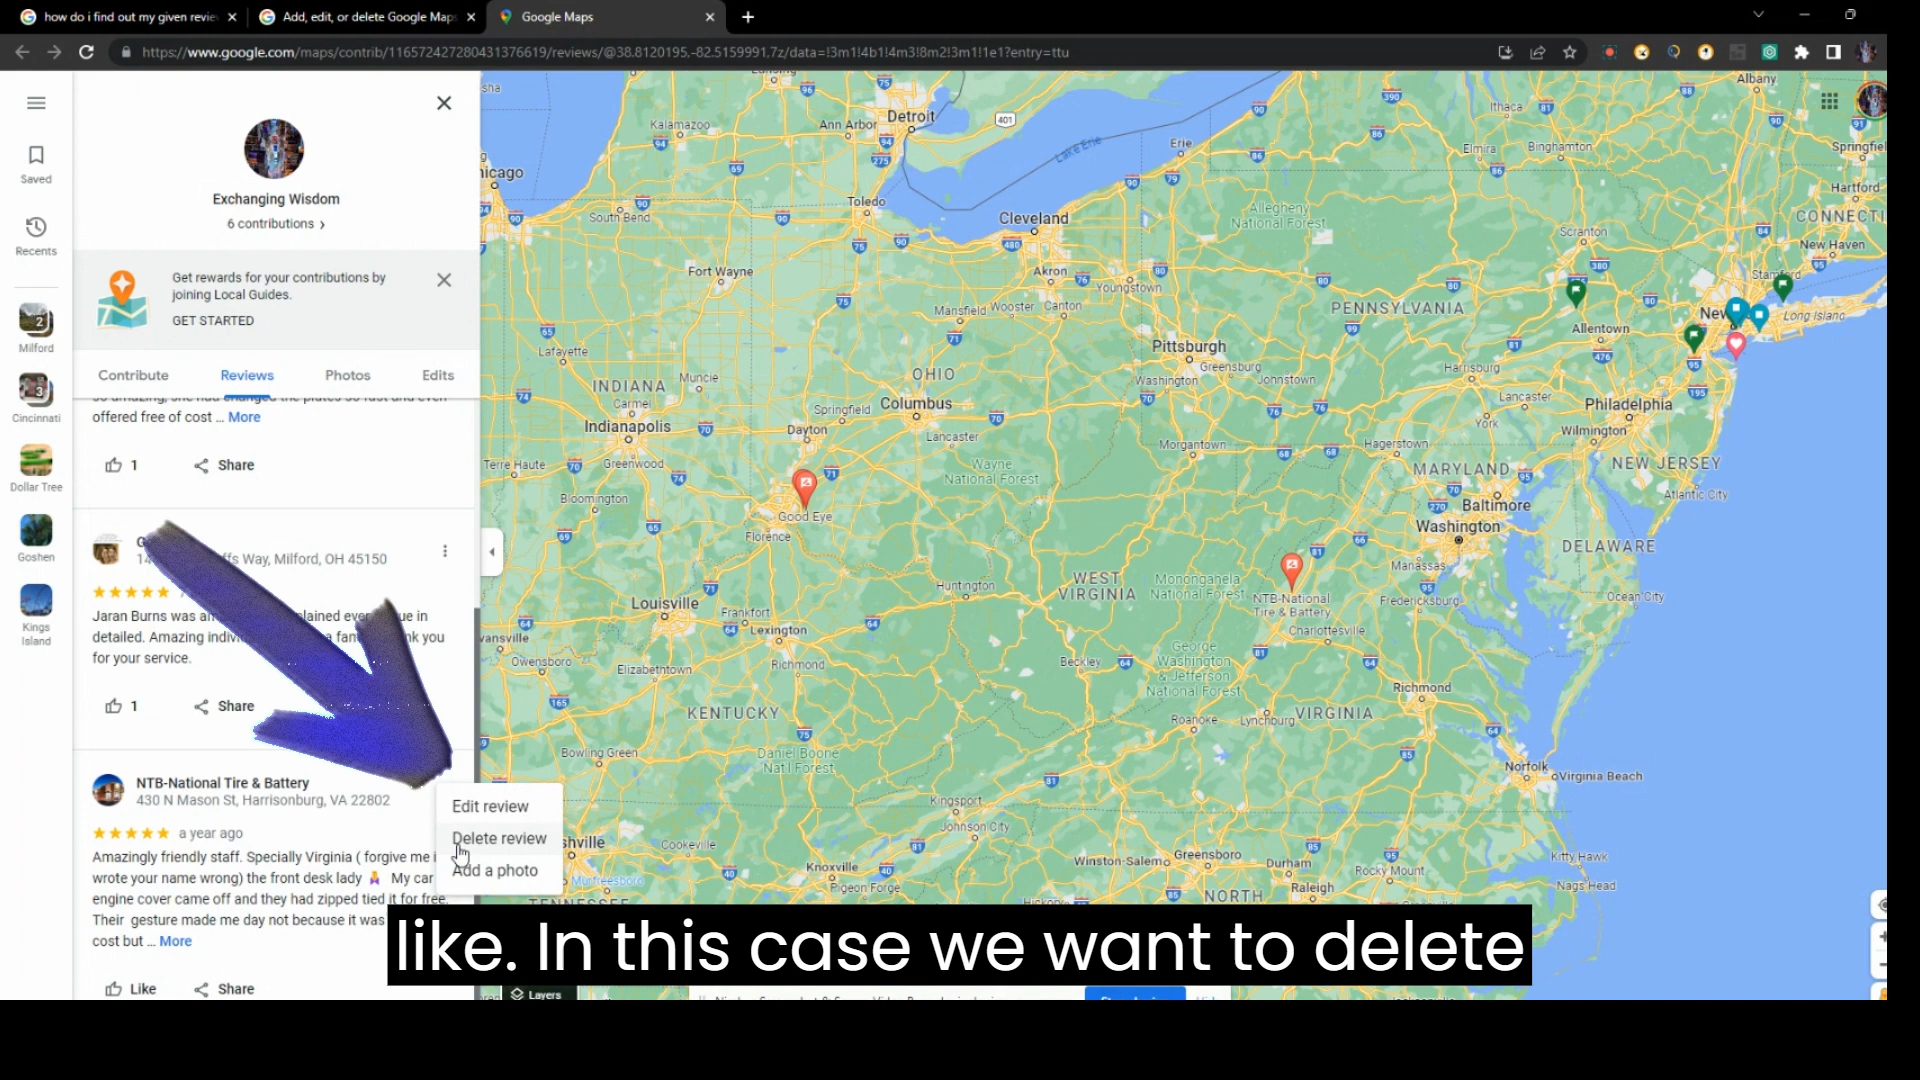 how do i find out my given revie
Add, edit, or delete Google Maps
Google Maps
https://www.google.com/maps/contrib/116572427280431376619/reviews/@38.8120195,-82.5159991,7z/data=!3m1!4b1!4m3!8m2!3m1!1e1?entry=ttu
Saved
Recents
Milford
Cincinnati
Dollar Tree
Goshen
Kings
Island
Exchanging Wisdom
6 contributions
Get rewards for your contributions by
joining Local Guides.
GET STARTED
Contribute
Reviews
Photos
Edits
offered free of cost ... More
1
Share
fs Way, Milford, OH 45150
Jaran Burns was
in
detailed. Amazing
you
for your service.
1
Share
NTB-National Tire & Battery
430 N Mason St, Harrisonburg, VA 22802
a year ago
Amazingly friendly staff. Specially Virginia ( forgive me i
wrote your name wrong) the front desk lady My car
engine cover came off and they had zipped tied it for free.
Their gesture made me day not because it was
cost but ... More
Like
Share
Edit review
Delete review
Add a photo
like. In this case we want to delete
Layers
Detroit
Ann Arbor
Kalamazoo
South Bend
Toledo
Lake Erie
Cleveland
Erie
Akron
Youngstown
Fort Wayne
Mansfield
Wooster
Canton
Lafayette
INDIANA
Muncie
Carmel
Indianapolis
OHIO
Columbus
Springfield
Dayton
Lancaster
Terre Haute
Greenwood
Bloomington
Wayne
National Forest
Good Eye
Florence
Louisville
Frankfort
Lexington
Richmond
Owensboro
Elizabethtown
KENTUCKY
Bowling Green
Daniel Boone
Nat'l Forest
Huntington
WEST
VIRGINIA
Beckley
Monongahela
National Forest
George
Washington
& Jefferson
National Forest
NTB-National
Tire & Battery
Charlottesville
Roanoke
Lynchburg
VIRGINIA
Richmond
Norfolk
Virginia Beach
Kingsport
Johnson City
Cookeville
Knoxville
Pigeon Forge
Murfreesboro
TENNESSEE
Winston-Salem
Greensboro
Durham
Raleigh
Rocky Mount
NORTH
Hickory
Kitty Hawk
Nags Head
Allegheny
National Forest
PENNSYLVANIA
Pittsburgh
Greensburg
Washington
Johnstown
Morgantown
Harrisburg
Lancaster
York
Hagerstown
MARYLAND
Baltimore
Washington
Manassas
Fredericksburg
DELAWARE
Ocean City
Philadelphia
Wilmington
NEW JERSEY
Atlantic City
Allentown
Scranton
Ithaca
Elmira
Binghamton
Albany
Springfiel
Hartford
CONNECTI
New Haven
Stamford
Long Island